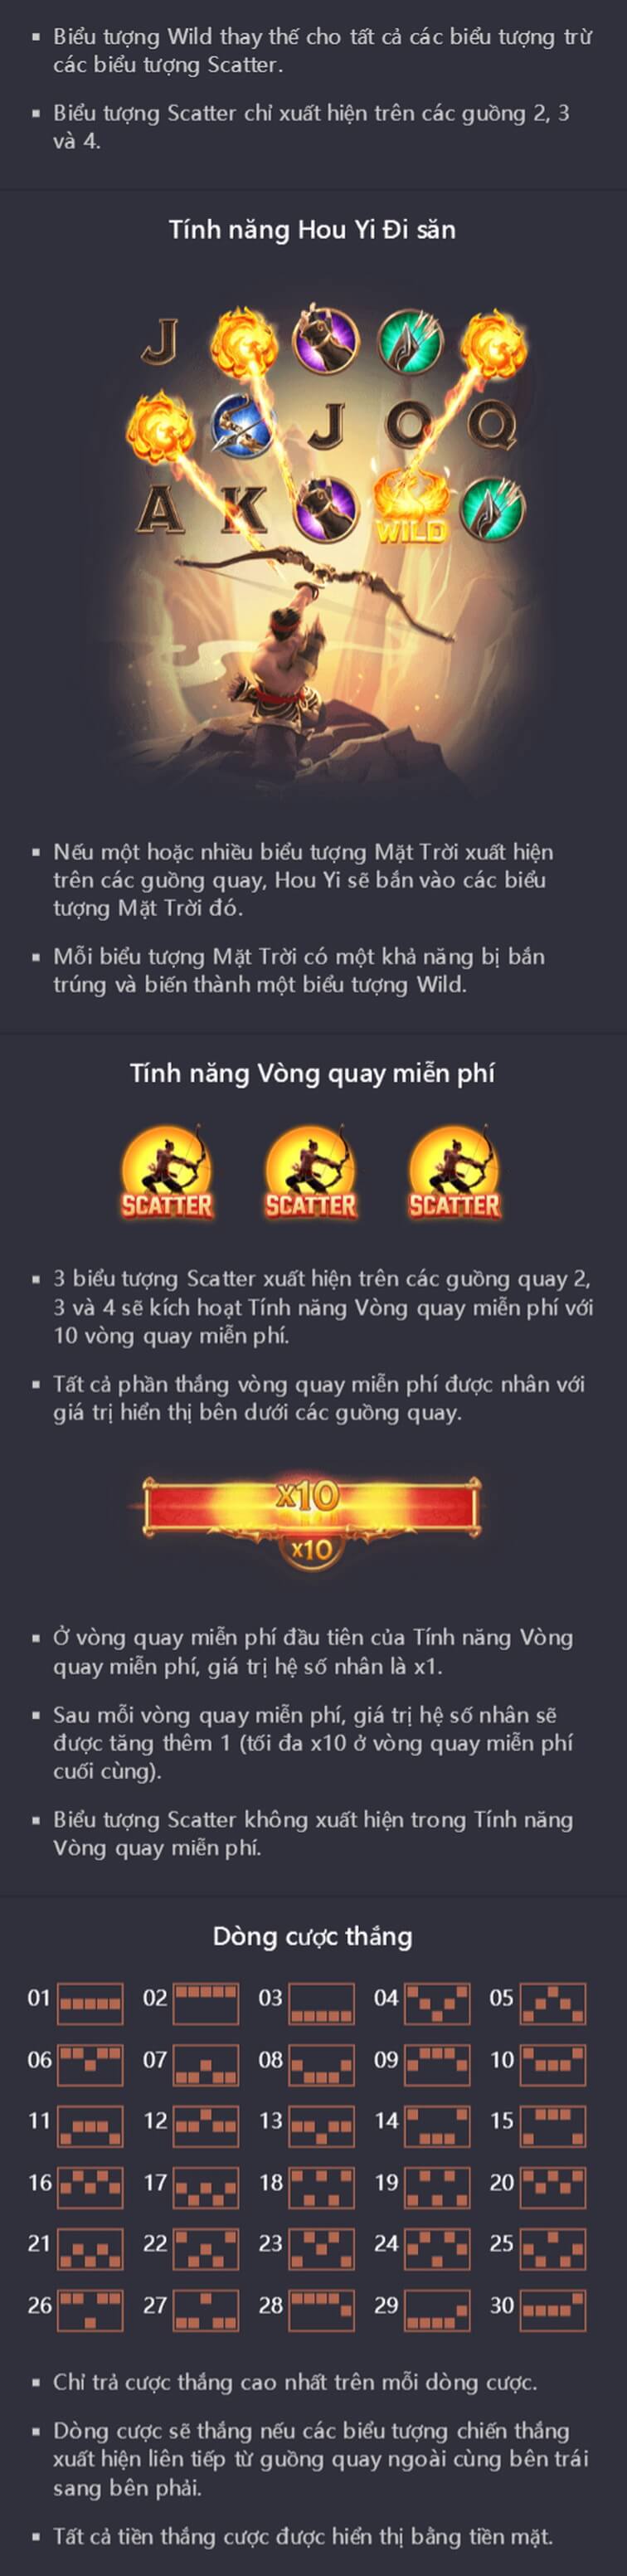 ▪ Biểu tượng Wild thay thế cho tất cả các biểu tượng trừ
các biểu tượng Scatter.
▪ Biểu tượng Scatter chỉ xuất hiện trên các guồng 2, 3
và 4.
Tính năng Hou Yi Đi săn
J
J Q Q
A K WILD
▪ Nếu một hoặc nhiều biểu tượng Mặt Trời xuất hiện
trên các guồng quay, Hou Yi sẽ bắn vào các biểu
tượng Mặt Trời đó.
▪ Mỗi biểu tượng Mặt Trời có một khả năng bị bắn
trúng và biến thành một biểu tượng Wild.
Tính năng Vòng quay miễn phí
SCATTER SCATTER SCATTER
▪ 3 biểu tượng Scatter xuất hiện trên các guồng quay 2,
3 và 4 sẽ kích hoạt Tính năng Vòng quay miễn phí với
10 vòng quay miễn phí.
▪ Tất cả phần thắng vòng quay miễn phí được nhân với
giá trị hiển thị bên dưới các guồng quay.
x10
x10
▪ Ở vòng quay miễn phí đầu tiên của Tính năng Vòng
quay miễn phí, giá trị hệ số nhân là x1.
▪ Sau mỗi vòng quay miễn phí, giá trị hệ số nhân sẽ
được tăng thêm 1 (tối đa x10 ở vòng quay miễn phí
cuối cùng).
▪ Biểu tượng Scatter không xuất hiện trong Tính năng
Vòng quay miễn phí.
Dòng cược thắng
01 02 03 04 05
06 07 08 09 10
11 12 13 14 15
16 17 18 19 20
21 22 23 24 25
26 27 28 29 30
▪ Chỉ trả cược thắng cao nhất trên mỗi dòng cược.
▪ Dòng cược sẽ thắng nếu các biểu tượng chiến thắng
xuất hiện liên tiếp từ guồng quay ngoài cùng bên trái
sang bên phải.
▪ Tất cả tiền thắng cược được hiển thị bằng tiền mặt.